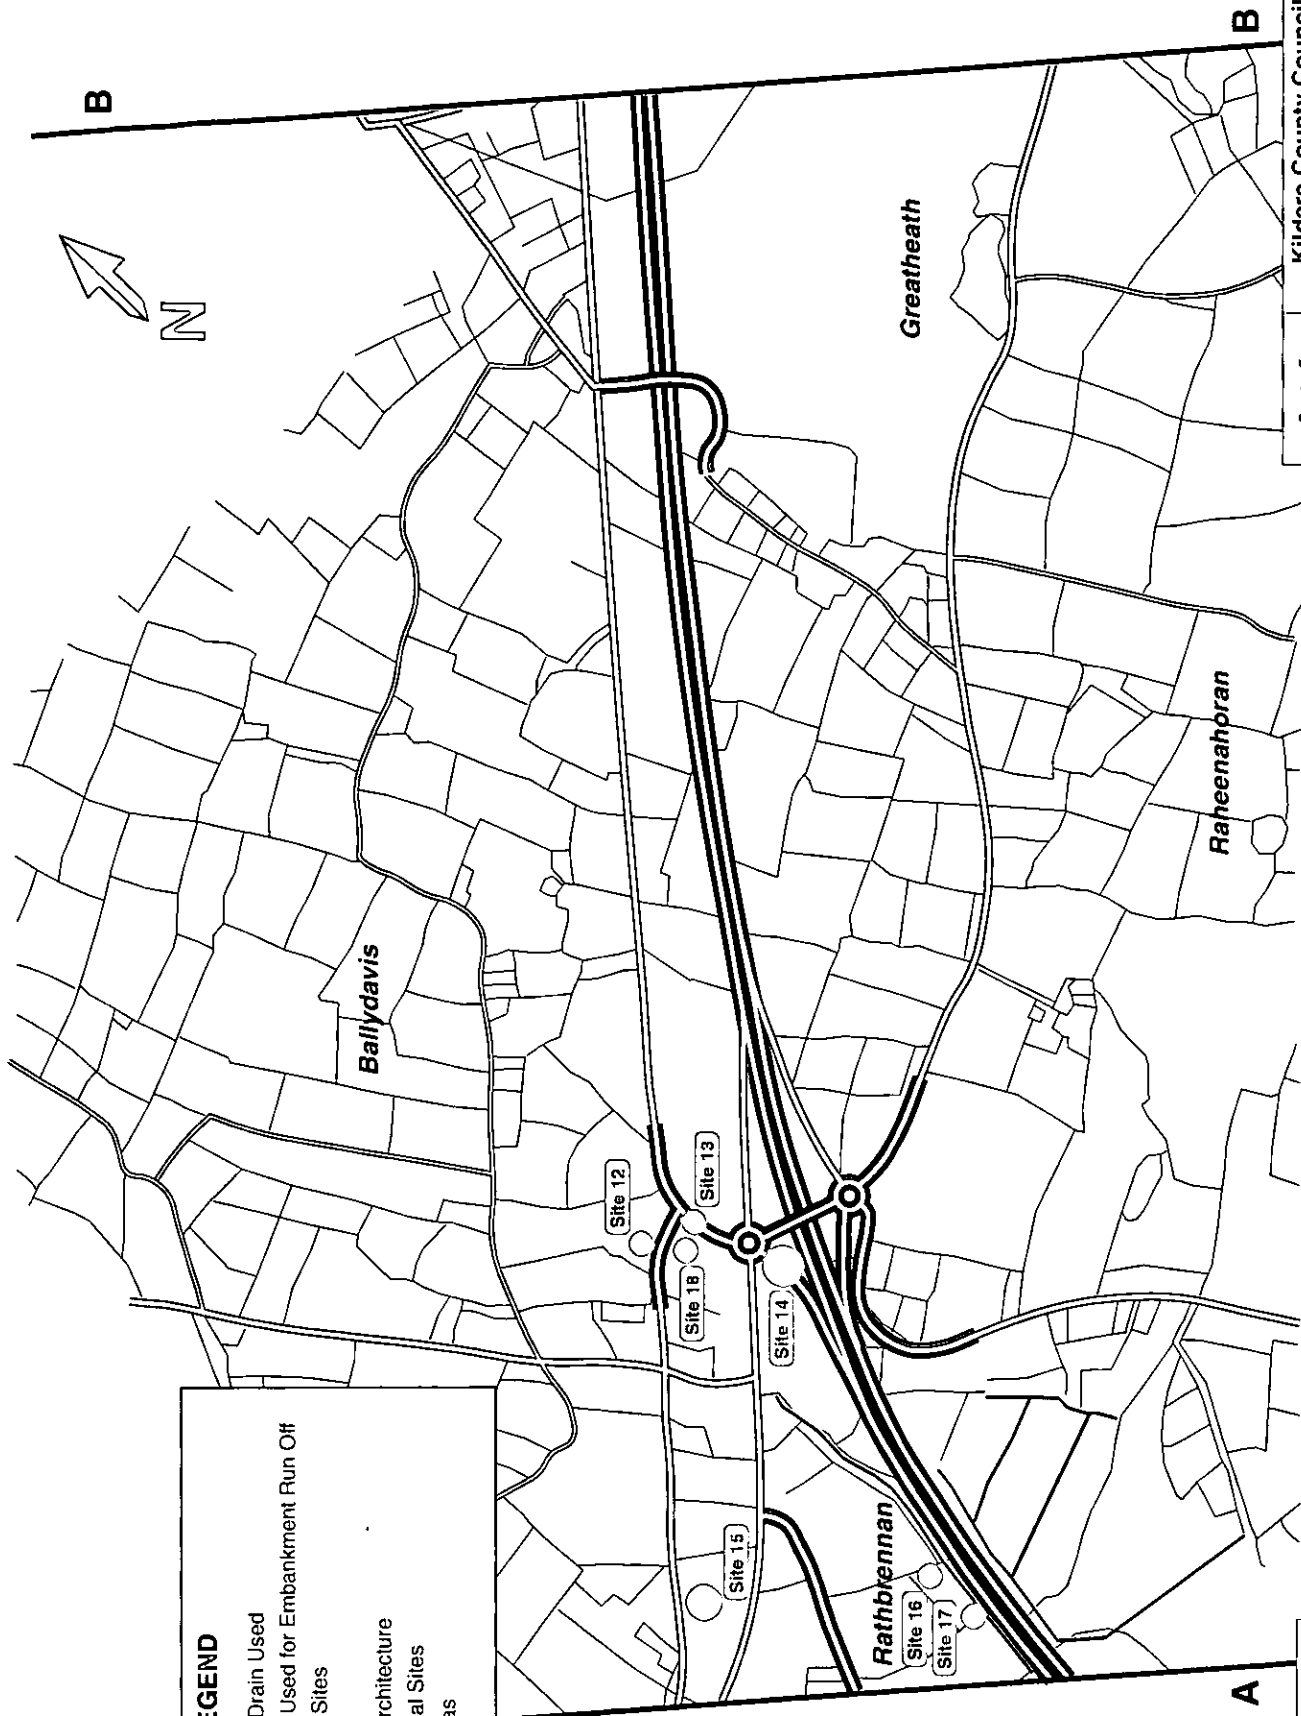 B
N
Greatheath
Raheenahoran
Ballydavis
Site 12
Site 13
Site 18
Site 14
Site 15
Rathbrennan
Site 16
Site 17
A
B
Kildare County Council
EGEND
Drain Used
Used for Embankment Run Off
Sites
rchitecture
al Sites
as